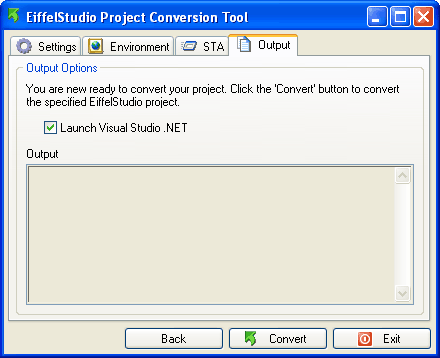 EiffelStudio Project Conversion Tool
Settings Environment STA Output
Output Options
You are new ready to convert your project. Click the 'Convert' button to convert
the specified EiffelStudio project.
Launch Visual Studio .NET
Output
Back Convert Exit